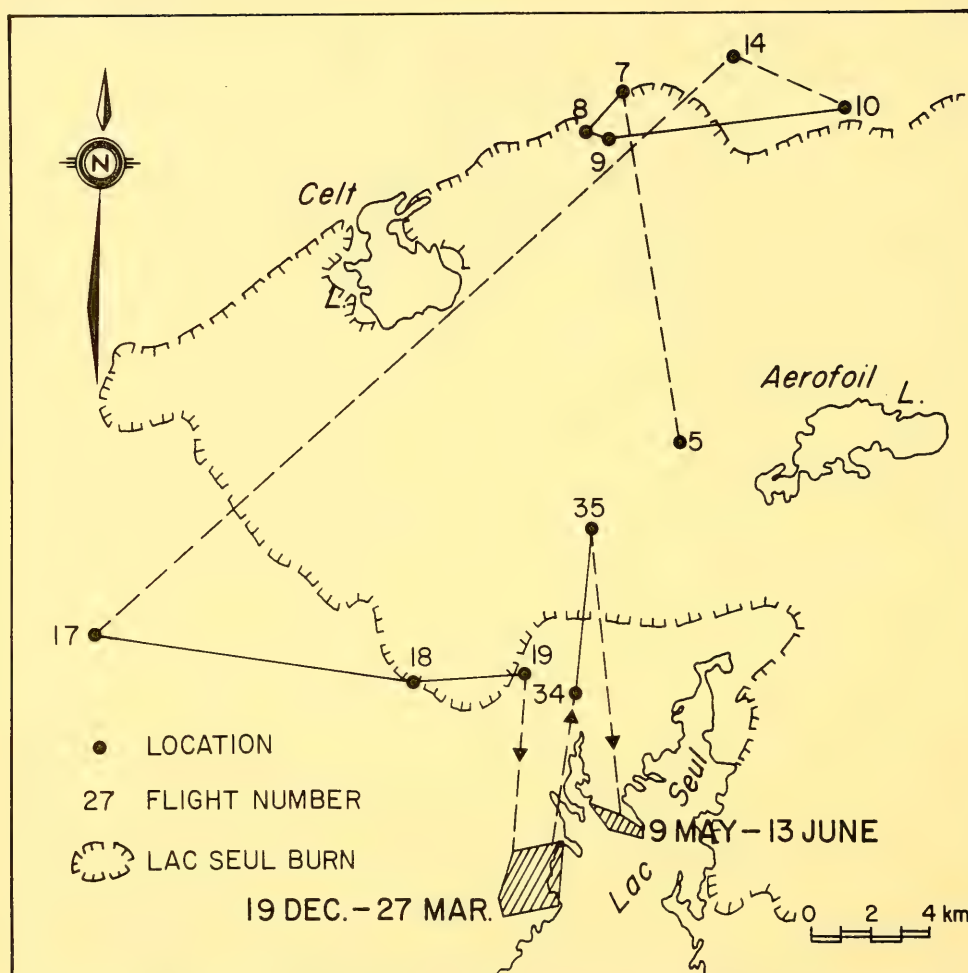 14
7
10
8
9
N
Celt
L.
Aerofoil
L.
5
35
17
18
19
34
LOCATION
27 FLIGHT NUMBER
LAC SEUL BURN
Lac Seul
9 MAY – 13 JUNE
19 DEC. – 27 MAR.
0 2 4 km